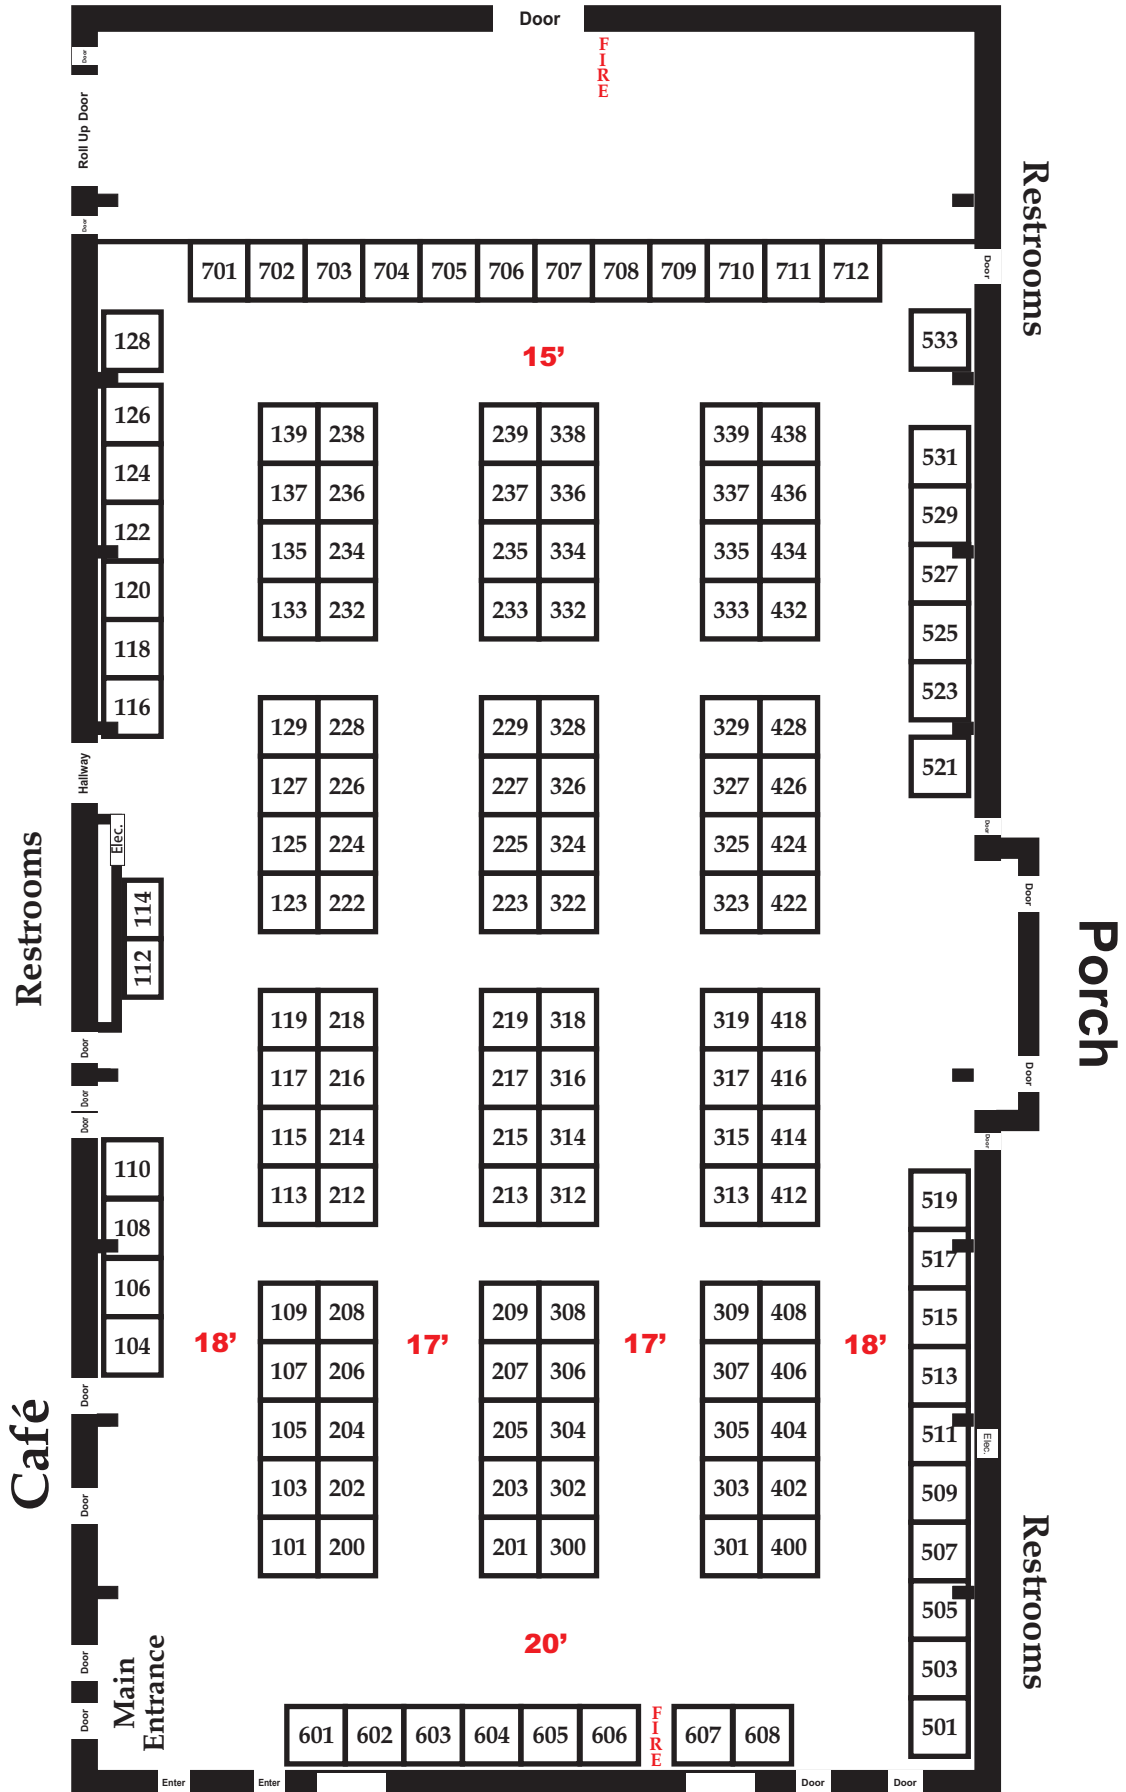 Door
FIRE
Door
Roll Up Door
Door
Restrooms
Door
701 702 703 704 705 706 707 708 709 710 711 712
128
533
15’
126
124
122
120
118
116
139 238
137 236
135 234
133 232
239 338
237 336
235 334
233 332
339 438
337 436
335 434
333 432
531
529
527
525
523
521
Hallway
Elec.
Restrooms
114
112
129 228
127 226
125 224
123 222
229 328
227 326
225 324
223 322
329 428
327 426
325 424
323 422
Door
Door
Porch
Door
Door
Door
Door
Door
119 218
117 216
115 214
113 212
219 318
217 316
215 314
213 312
319 418
317 416
315 414
313 412
110
108
106
104
519
517
515
513
511
509
507
505
503
501
Elec.
Restrooms
18’
17’
17’
18’
109 208
107 206
105 204
103 202
101 200
209 308
207 306
205 304
203 302
201 300
309 408
307 406
305 404
303 402
301 400
Café
Door
Door
Door
Door
Main
Entrance
20’
601 602 603 604 605 606
FIRE
607 608
Enter
Enter
Door
Door